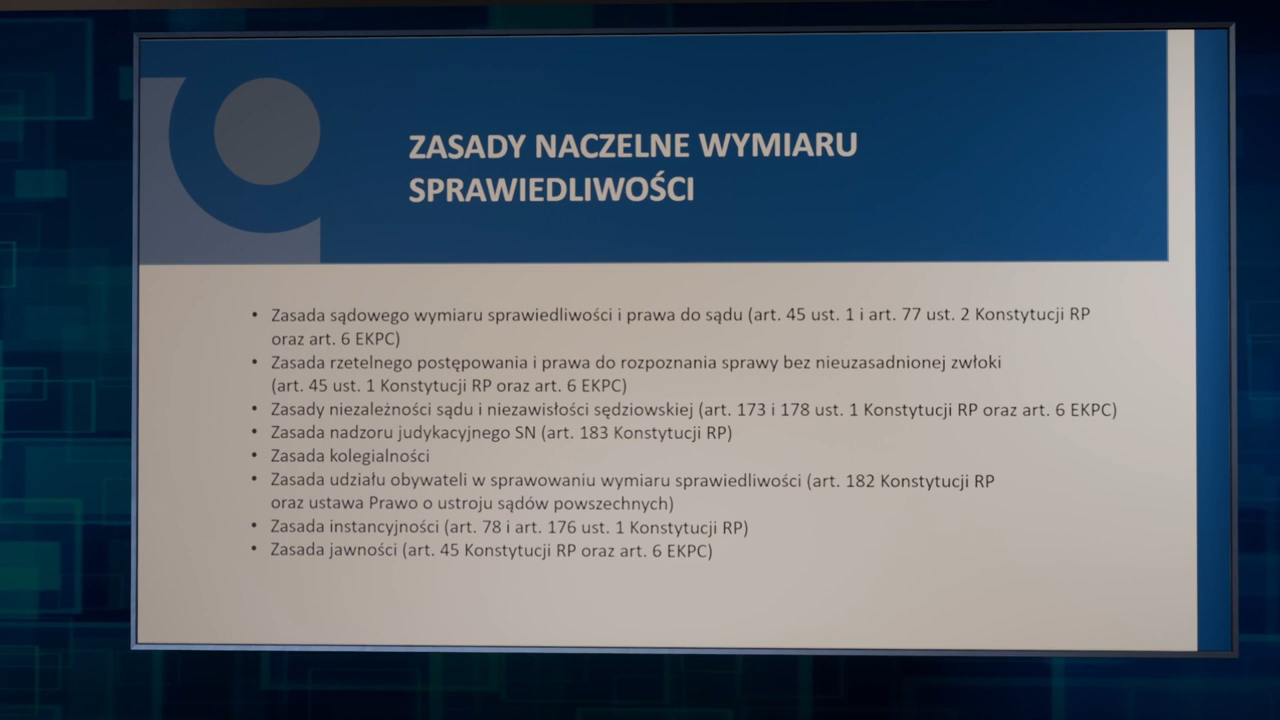 ZASADY NACZELNE WYMIARU
SPRAWIEDLIWOŚCI
• Zasada sądowego wymiaru sprawiedliwości i prawa do sądu (art. 45 ust. 1 i art. 77 ust. 2 Konstytucji RP
oraz art. 6 EKPC)
• Zasada rzetelnego postępowania i prawa do rozpoznania sprawy bez nieuzasadnionej zwłoki
(art. 45 ust. 1 Konstytucji RP oraz art. 6 EKPC)
• Zasady niezależności sądu i niezawisłości sędziowskiej (art. 173 i 178 ust. 1 Konstytucji RP oraz art. 6 EKPC)
• Zasada nadzoru judykacyjnego SN (art. 183 Konstytucji RP)
• Zasada kolegialności
• Zasada udziału obywateli w sprawowaniu wymiaru sprawiedliwości (art. 182 Konstytucji RP
oraz ustawa Prawo o ustroju sądów powszechnych)
• Zasada instancyjności (art. 78 i art. 176 ust. 1 Konstytucji RP)
• Zasada jawności (art. 45 Konstytucji RP oraz art. 6 EKPC)